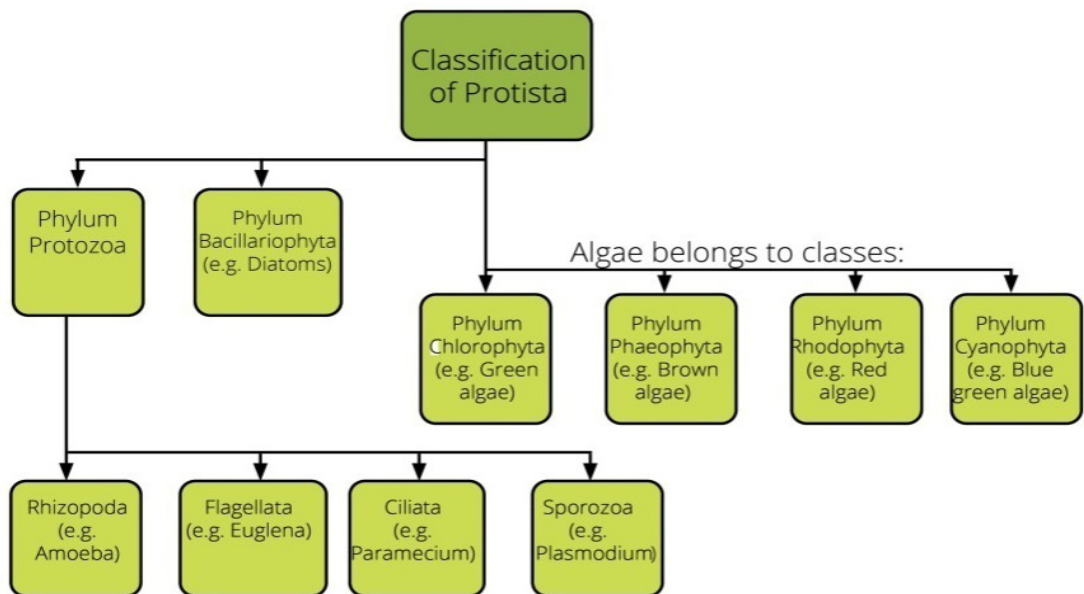 Classification
of Protista
Phylum
Protozoa
Phylum
Bacillariophyta
(e.g. Diatoms)
Algae belongs to classes:
Phylum
Chlorophyta
(e.g. Green
algae)
Phylum
Phaeophyta
(e.g. Brown
algae)
Phylum
Rhodophyta
(e.g. Red
algae)
Phylum
Cyanophyta
(e.g. Blue
green algae)
Rhizopoda
(e.g.
Amoeba)
Flagellata
(e.g. Euglena)
Ciliata
(e.g.
Paramecium)
Sporozoa
(e.g.
Plasmodium)